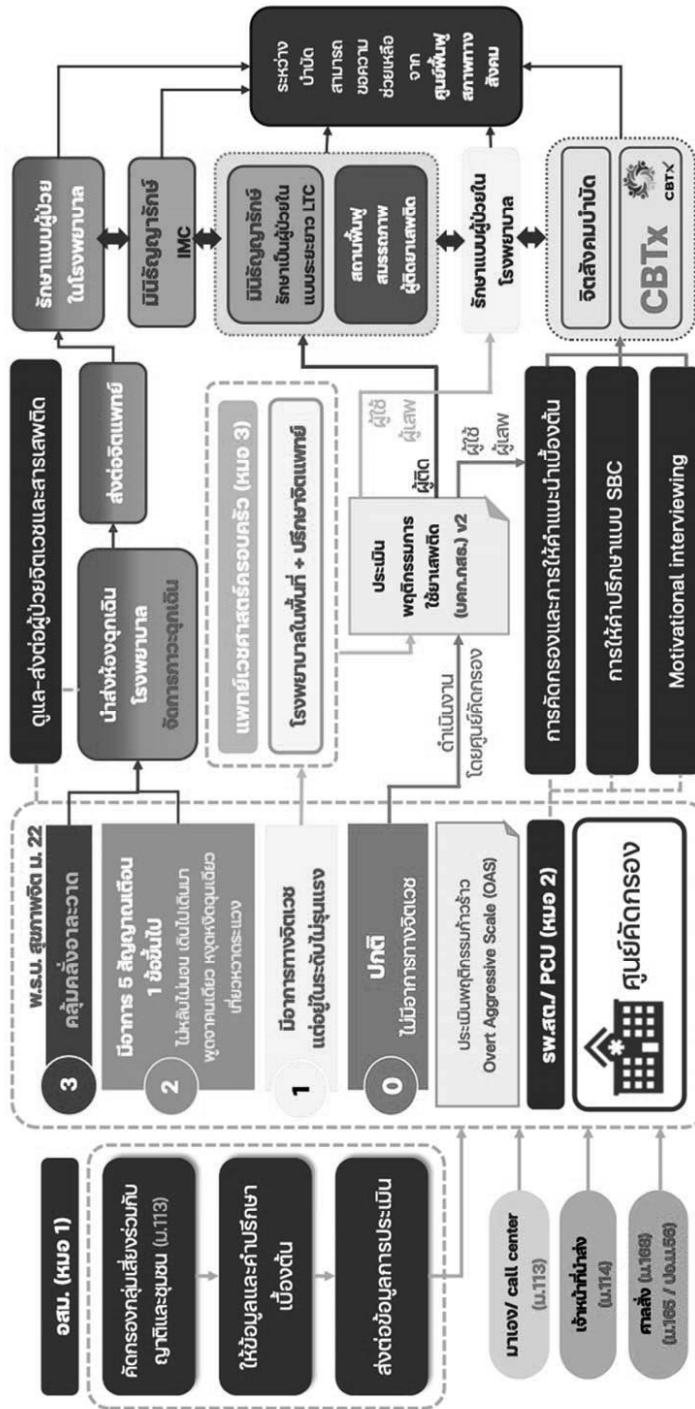 อสม. (หมอ 1)
คัดกรองกลุ่มเสี่ยงร่วมกับ
ญาติและชุมชน (ม.113)
ให้ข้อมูลและคำปรึกษา
เบื้องต้น
ส่งต่อข้อมูลการประเมิน
มาเอง/ call center
(ม.113)
เจ้าหน้าที่นำส่ง
(ม.114)
ศาลสั่ง (ม.168)
(ม.165 / ปอ.ม.56)
พ.ร.บ. สุขภาพจิต ม. 22
3
คลุ้มคลั่งอาละวาด
2
มีอาการ 5 สัญญาณเตือน
1 ข้อขึ้นไป
ไม่หลับไม่นอน เดินไปเดินมา
พูดจาคนเดียว หงุดหงิดฉุนเฉียว
เที่ยวหวาดระแวง
1
มีอาการทางจิตเวช
แต่อยู่ในระดับไม่รุนแรง
0
ปกติ
ไม่มีอาการทางจิตเวช
ประเมินพฤติกรรมก้าวร้าว
Overt Aggressive Scale (OAS)
รพ.สต./ PCU (หมอ 2)
ศูนย์คัดกรอง
ดูแล-ส่งต่อผู้ป่วยจิตเวชและสารเสพติด
นำส่งห้องฉุกเฉิน
โรงพยาบาล
จัดการภาวะฉุกเฉิน
ส่งต่อจิตแพทย์
แพทย์เวชศาสตร์ครอบครัว (หมอ 3)
โรงพยาบาลในพื้นที่ + ปรึกษาจิตแพทย์
ดำเนินงาน
โดยศูนย์คัดกรอง
ประเมิน
พฤติกรรมการ
ใช้ยาเสพติด
(บคก.กสธ.) v2
ผู้ใช้
ผู้เสพ
ผู้ติด
ผู้ใช้
ผู้เสพ
การคัดกรองและการให้คำแนะนำเบื้องต้น
การให้คำปรึกษาแบบ SBC
Motivational interviewing
รักษาแบบผู้ป่วย
ในโรงพยาบาล
มินิธัญญารักษ์
IMC
มินิธัญญารักษ์
รักษาเป็นผู้ป่วยใน
แบบระยะยาว LTC
สถานฟื้นฟู
สมรรถภาพ
ผู้ติดยาเสพติด
รักษาแบบผู้ป่วยใน
โรงพยาบาล
จิตสังคมบำบัด
CBTx
CBTX
ระหว่าง
บำบัด
สามารถ
ขอความ
ช่วยเหลือ
จาก
ศูนย์ฟื้นฟู
สภาพทาง
สังคม